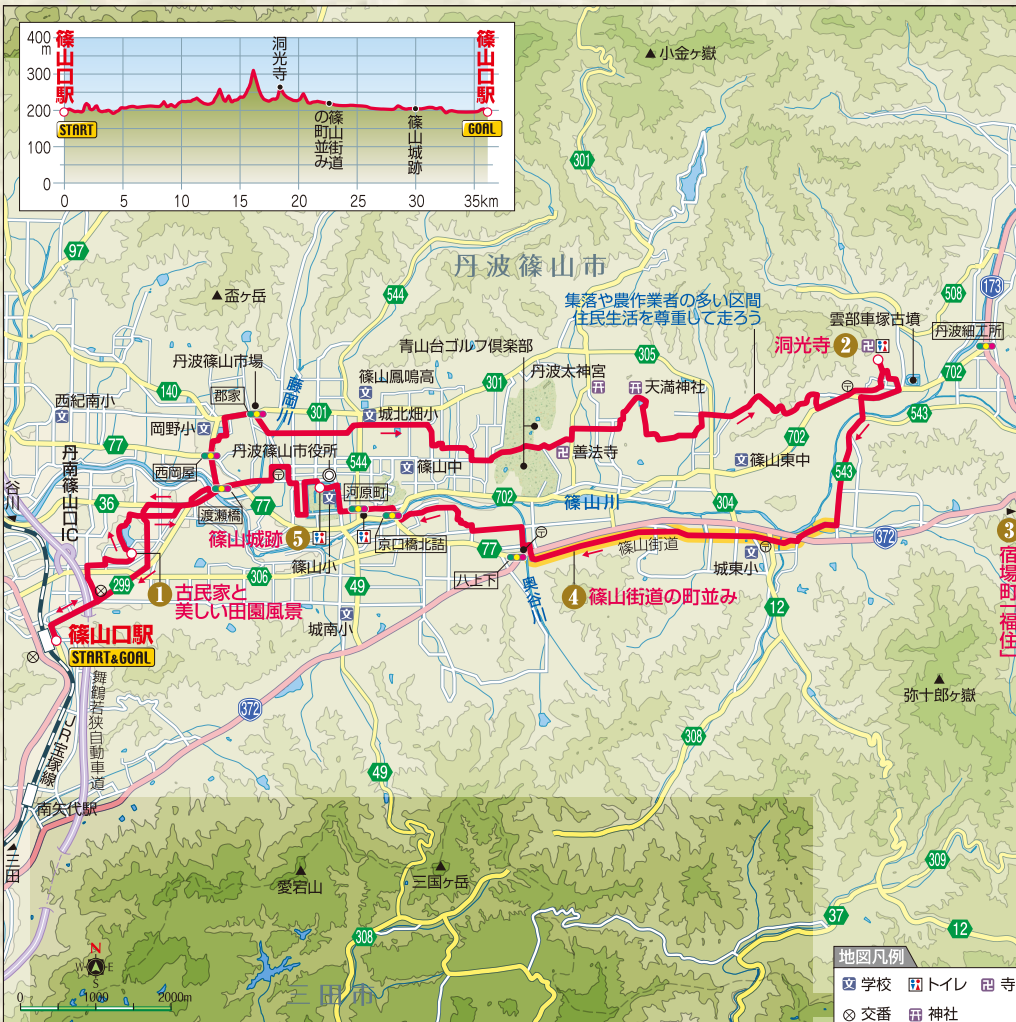 400
m
300
200
100
0
篠山口駅
START
洞光寺
篠山街道
の町並み
篠山城跡
篠山口駅
GOAL
0 5 10 15 20 25 30 35km
小金ヶ嶽
301
97
丹波篠山市
544
173
508
盃ヶ岳
集落や農作業者の多い区間
住民生活を尊重して走ろう
雲部車塚古墳
丹波細工所
洞光寺 2
青山台ゴルフ倶楽部
305
丹波太神宮
天満神社
702
丹波篠山市場
藤岡川
篠山鳳鳴高
301
140
郡家
西紀南小
301
城北畑小
543
岡野小
77
丹波篠山市役所
544
篠山中
善法寺
702
篠山東中
543
丹南篠山口IC
西岡屋
谷川
36
渡瀬橋
77
河原町
702
篠山川
304
372
篠山城跡 5
京口橋北詰
77
篠山街道
3
宿場町「福住」
篠山小
306
49
八上下
城東小
299
1 古民家と
美しい田園風景
奥谷川
4 篠山街道の町並み
12
城南小
篠山口駅
START&GOAL
舞鶴若狭自動車道
372
弥十郎ヶ嶽
JR宝塚線
308
49
南矢代駅
三田
愛宕山
三国ヶ岳
309
37
12
308
N
W E
S
三田市
0 1000 2000m
地図凡例
学校 トイレ 寺
交番 神社